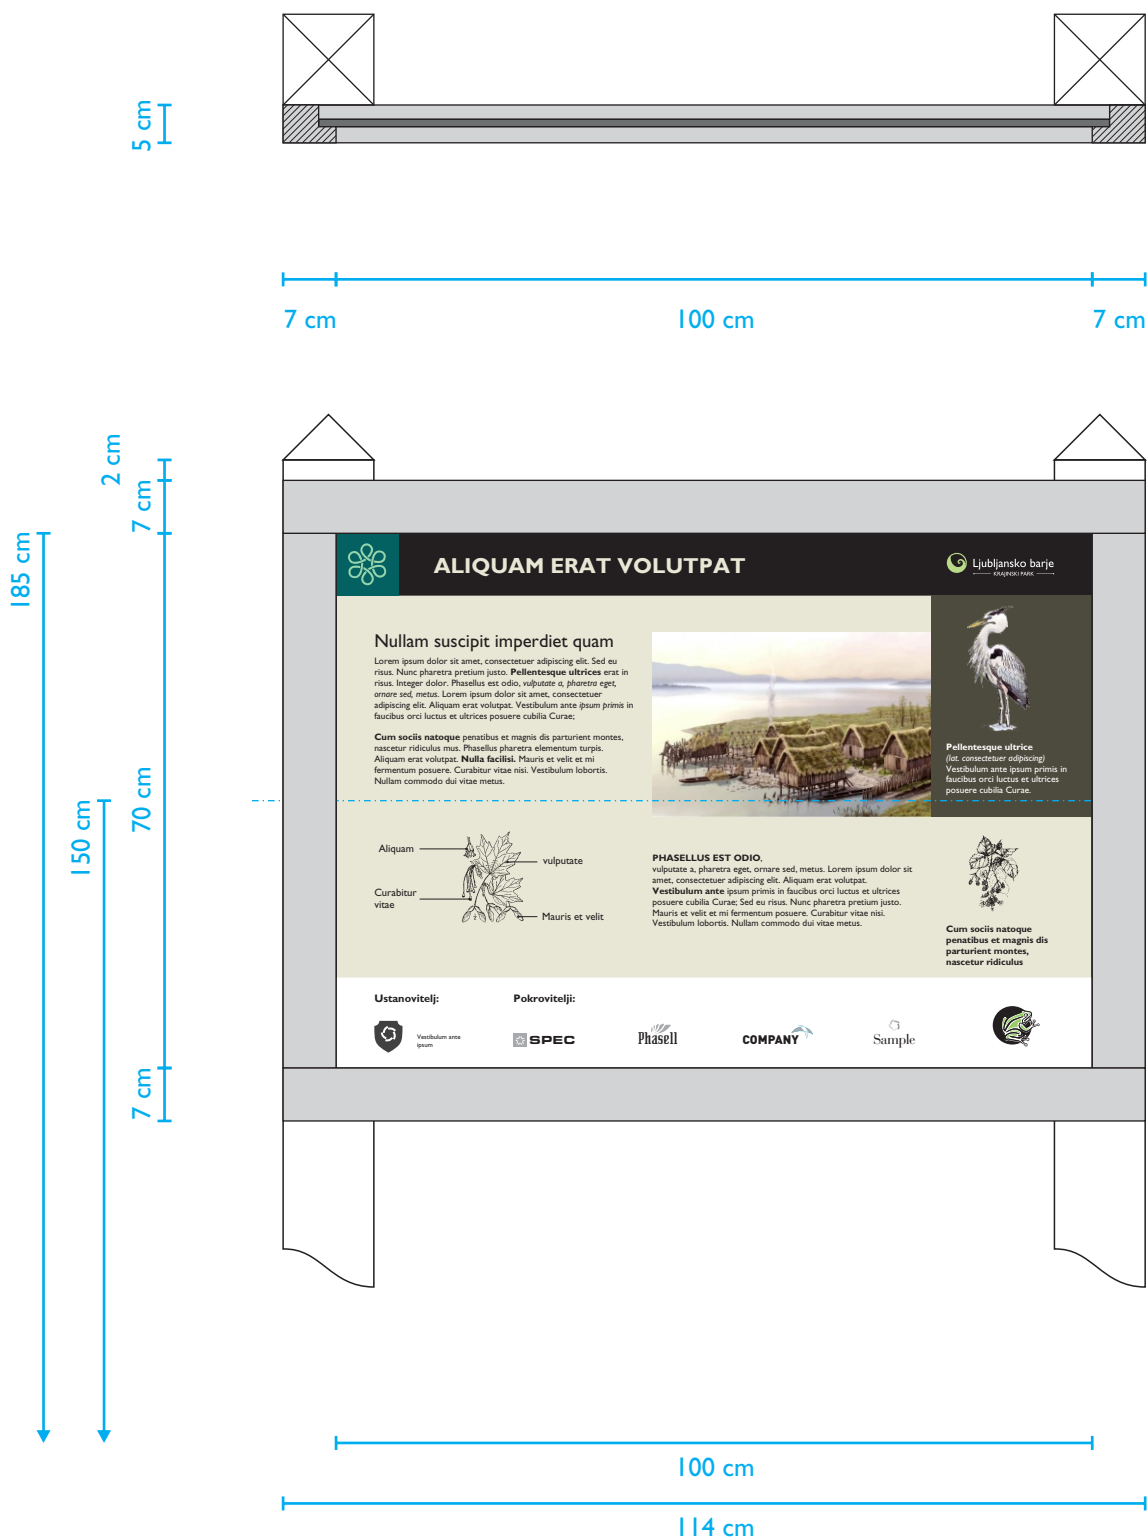 5 cm
7 cm
100 cm
7 cm
2 cm
7 cm
185 cm
150 cm
70 cm
7 cm
ALIQUAM ERAT VOLUTPAT
Ljubljansko barje
KRAJINSKI PARK
Nullam suscipit imperdiet quam
Lorem ipsum dolor sit amet, consectetuer adipiscing elit. Sed eu
risus. Nunc pharetra pretium justo. Pellentesque ultrices erat in
risus. Integer dolor. Phasellus est odio, vulputate a, pharetra eget,
ornare sed, metus. Lorem ipsum dolor sit amet, consectetuer
adipiscing elit. Aliquam erat volutpat. Vestibulum ante ipsum primis in
faucibus orci luctus et ultrices posuere cubilia Curae;
Cum sociis natoque penatibus et magnis dis parturient montes,
nascetur ridiculus mus. Phasellus pharetra elementum turpis.
Aliquam erat volutpat. Nulla facilisi. Mauris et velit et mi
fermentum posuere. Curabitur vitae nisi. Vestibulum lobortis.
Nullam commodo dui vitae metus.
Pellentesque ultrice
(lat. consectetuer adipiscing)
Vestibulum ante ipsum primis in
faucibus orci luctus et ultrices
posuere cubilia Curae.
Aliquam
vulputate
Curabitur
vitae
Mauris et velit
PHASELLUS EST ODIO,
vulputate a, pharetra eget, ornare sed, metus. Lorem ipsum dolor sit
amet, consectetuer adipiscing elit. Aliquam erat volutpat.
Vestibulum ante ipsum primis in faucibus orci luctus et ultrices
posuere cubilia Curae; Sed eu risus. Nunc pharetra pretium justo.
Mauris et velit et mi fermentum posuere. Curabitur vitae nisi.
Vestibulum lobortis. Nullam commodo dui vitae metus.
Cum sociis natoque
penatibus et magnis dis
parturient montes,
nascetur ridiculus
Ustanovitelj:
Pokrovitelji:
Vestibulum ante
ipsum
SPEC
Phasell
COMPANY
Sample
100 cm
114 cm